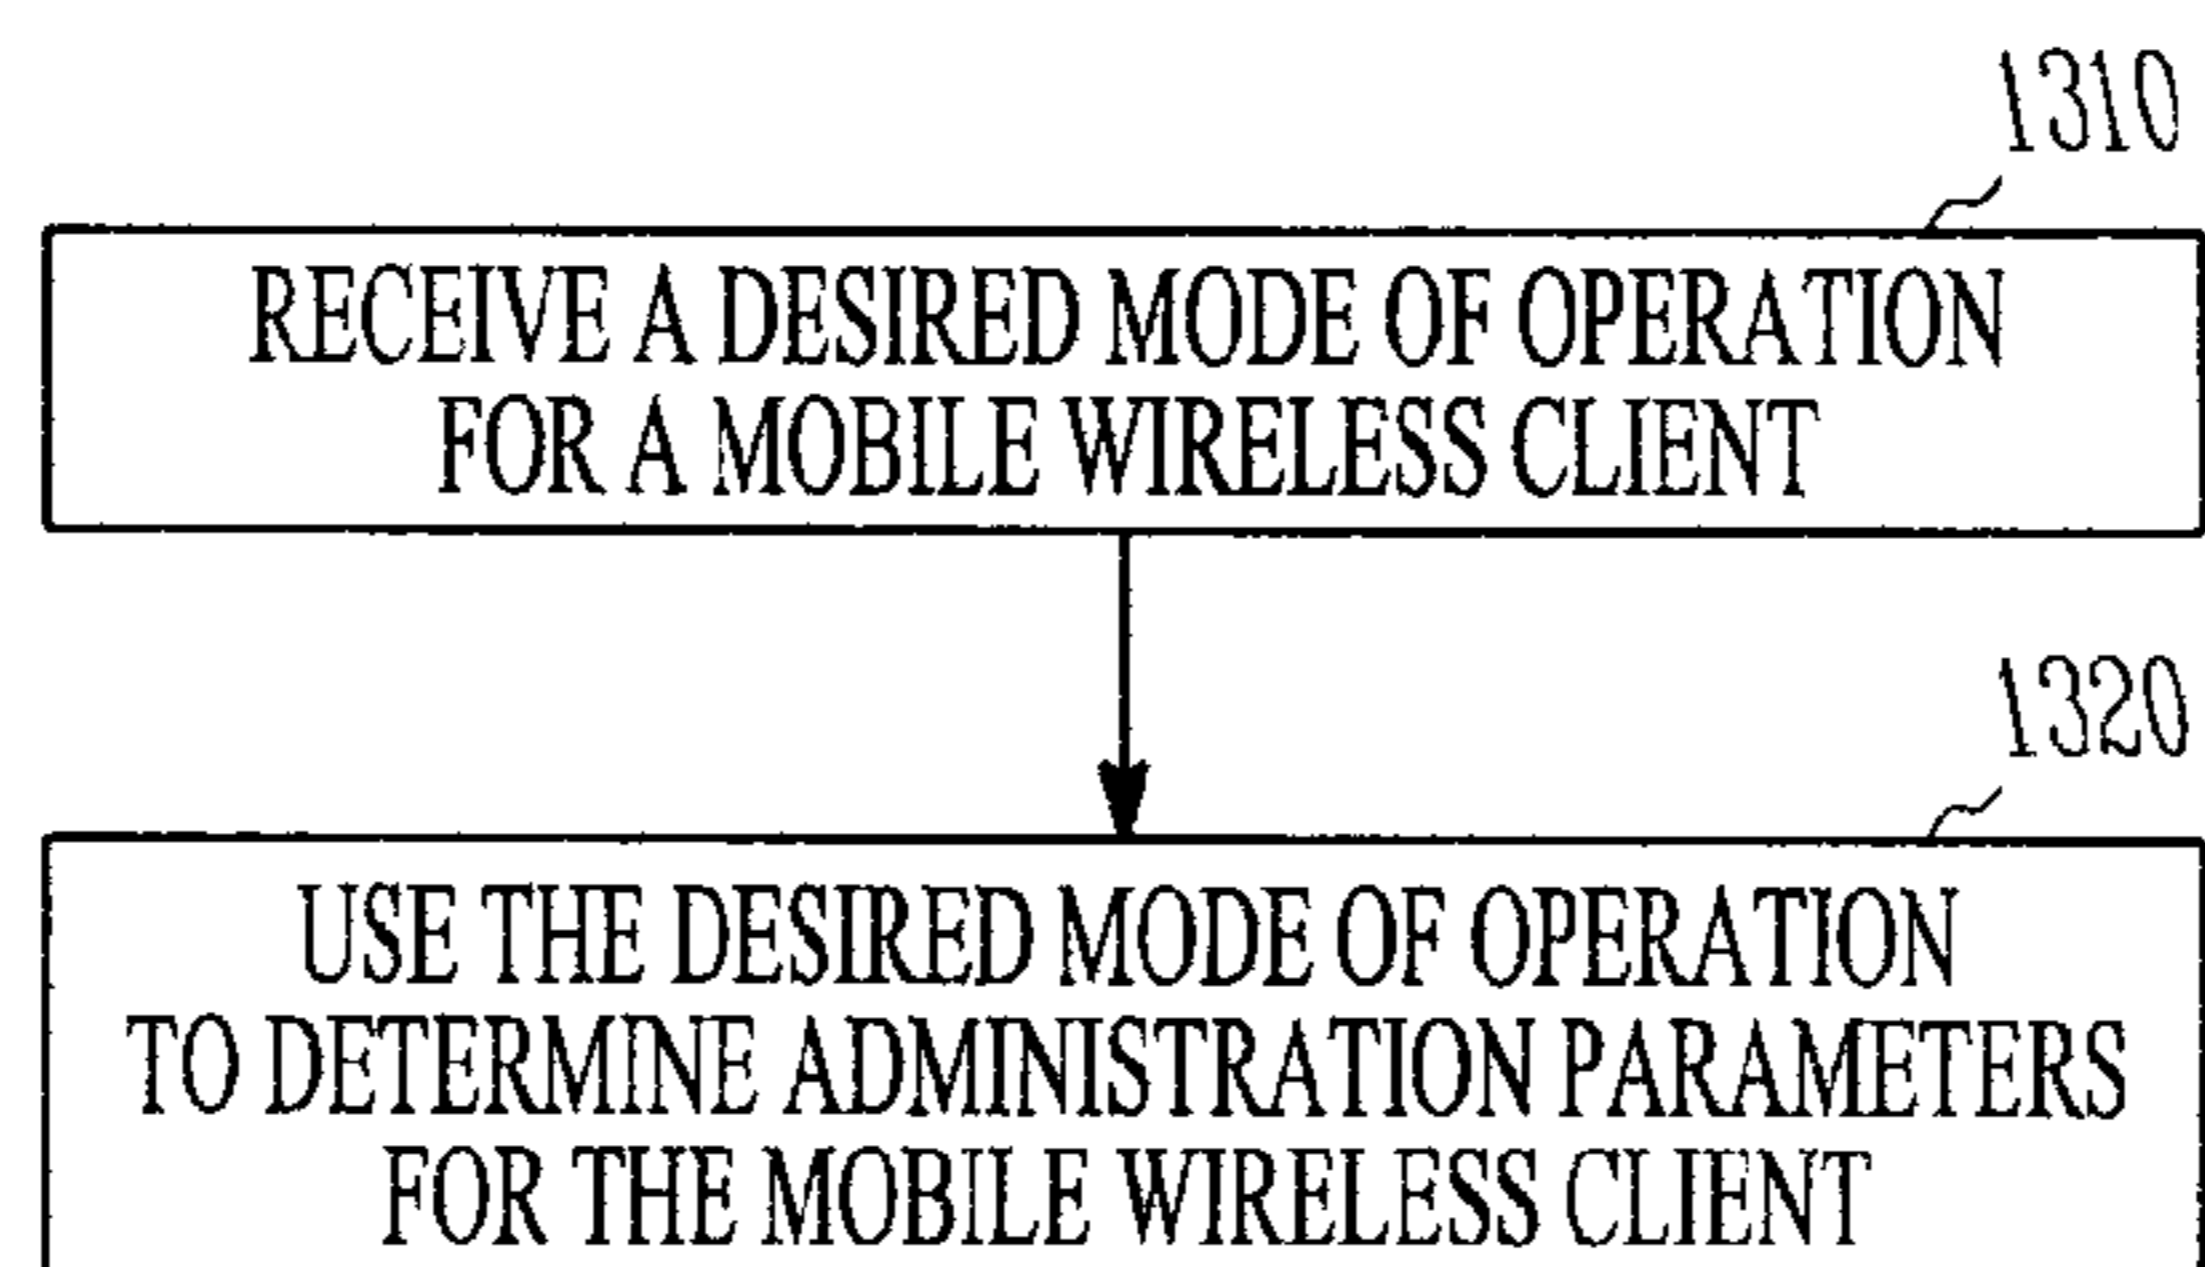 1310
RECEIVE A DESIRED MODE OF OPERATION
FOR A MOBILE WIRELESS CLIENT
1320
USE THE DESIRED MODE OF OPERATION
TO DETERMINE ADMINISTRATION PARAMETERS
FOR THE MOBILE WIRELESS CLIENT